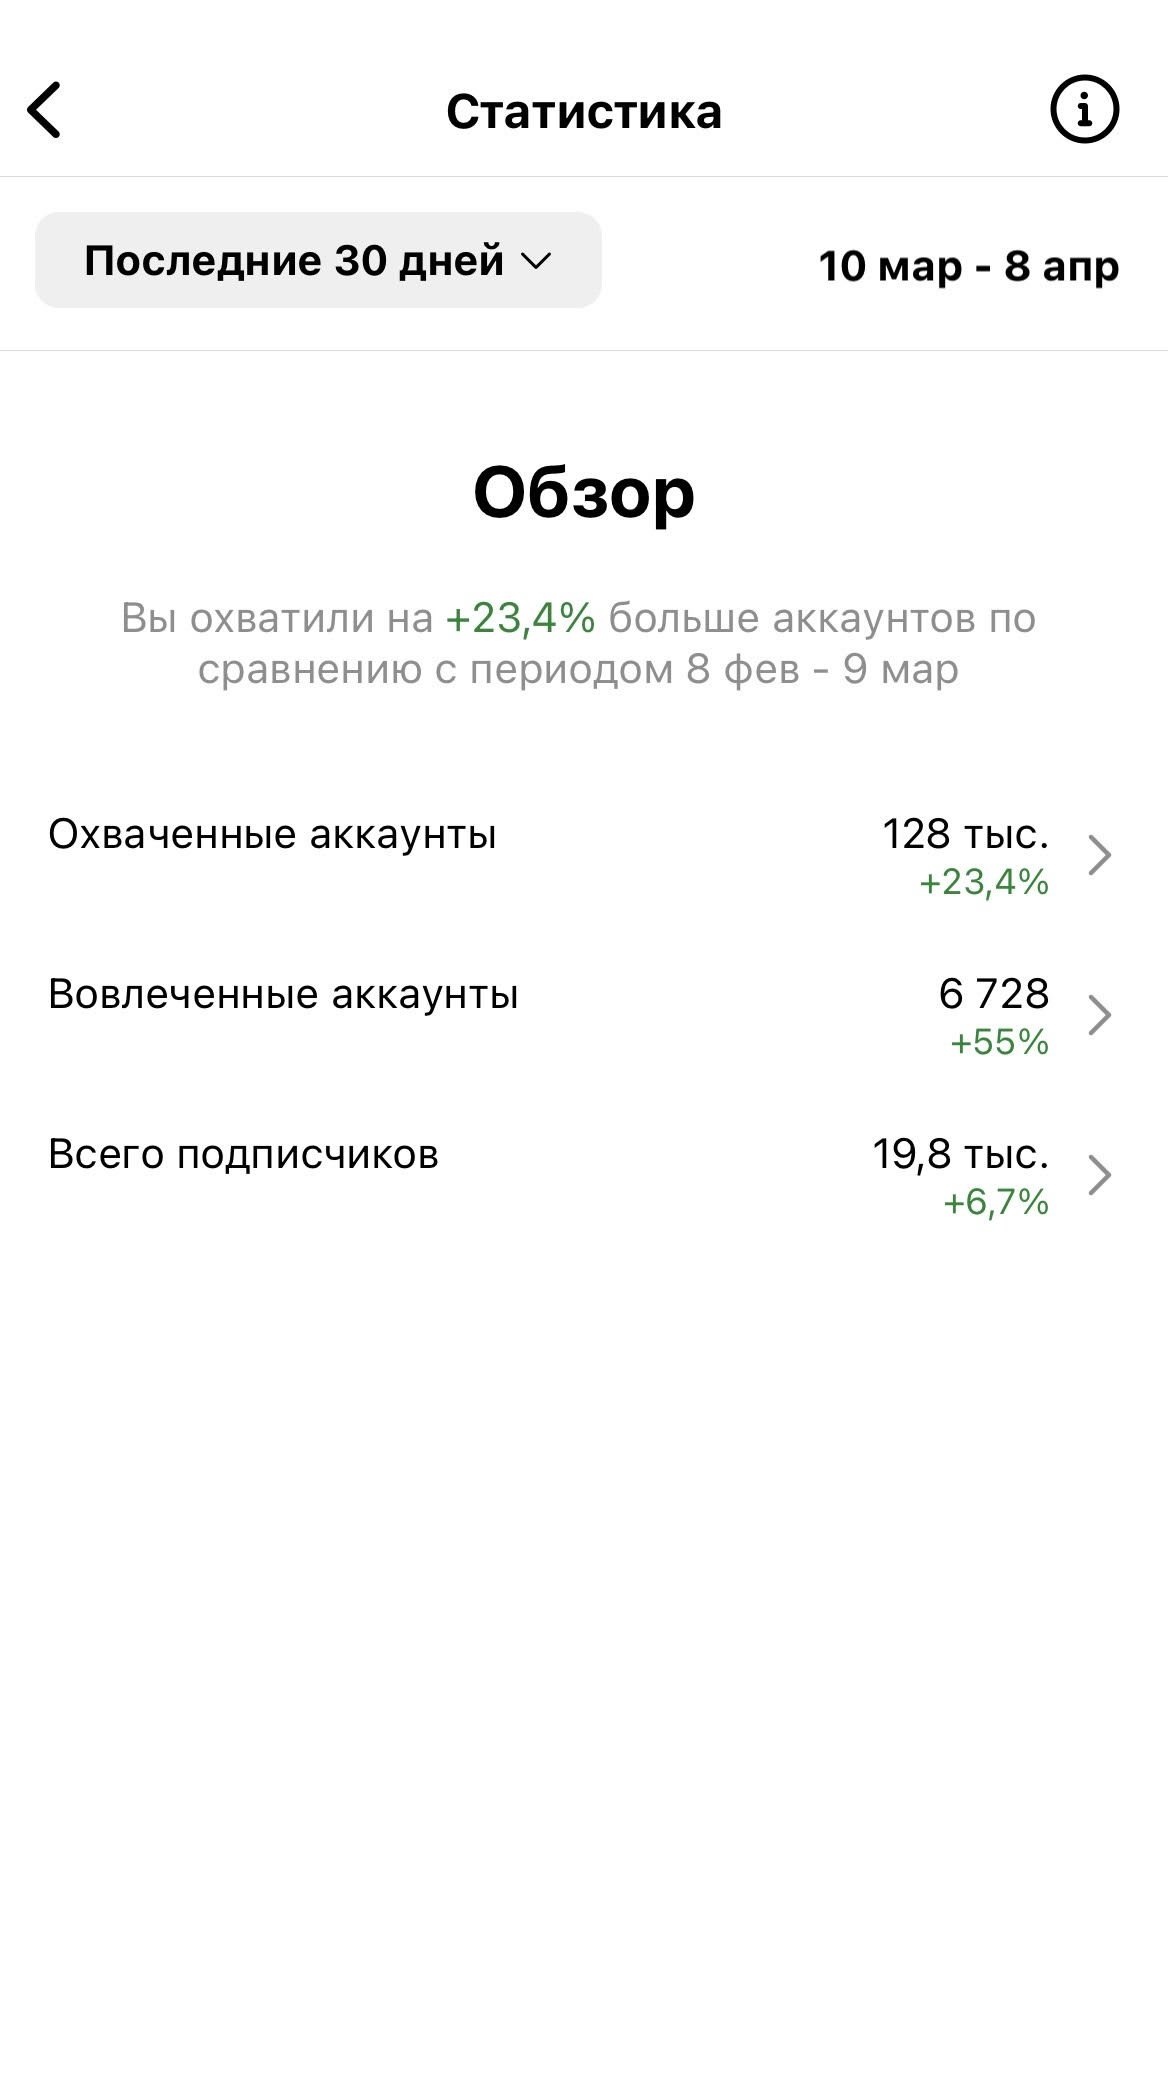 Статистика
Последние 30 дней
10 мар - 8 апр
Обзор
Вы охватили на +23,4% больше аккаунтов по
сравнению с периодом 8 фев - 9 мар
Охваченные аккаунты
128 тыс.
+23,4%
Вовлеченные аккаунты
6 728
+55%
Всего подписчиков
19,8 тыс.
+6,7%